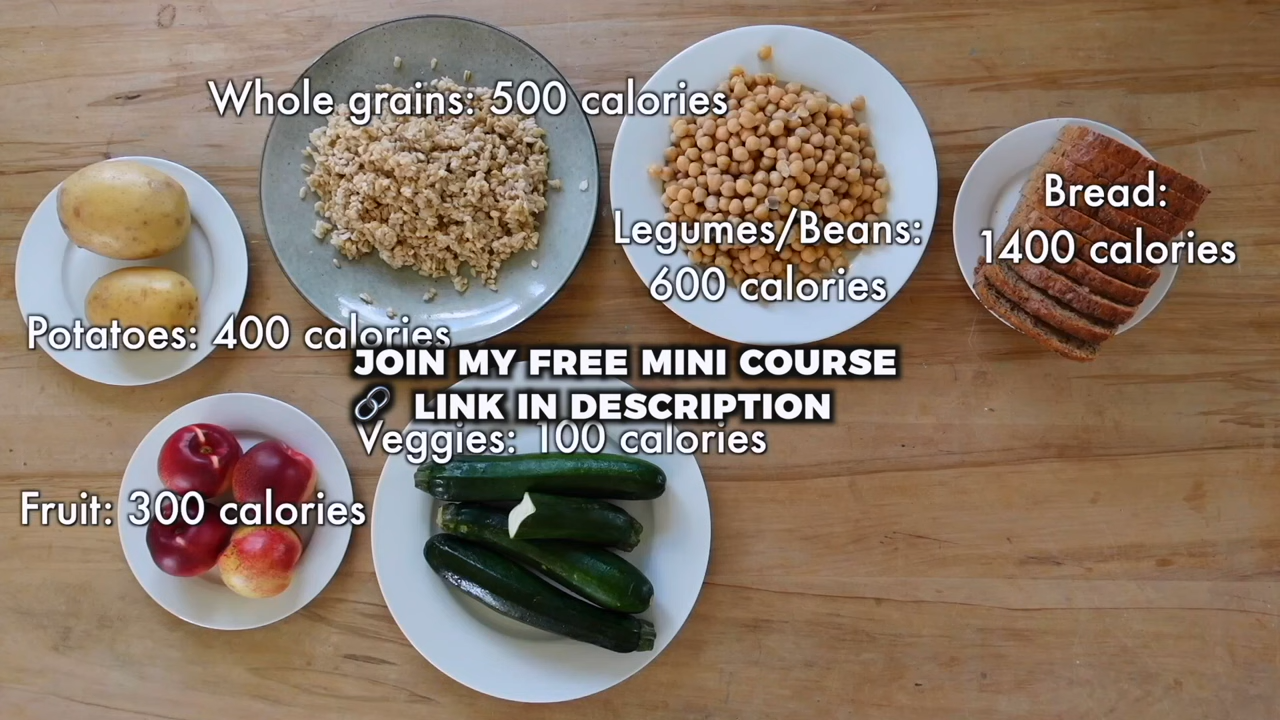 Whole grains: 500 calories
Bread:
1400 calories
Legumes/Beans:
600 calories
Potatoes: 400 calories
JOIN MY FREE MINI COURSE
🔗 LINK IN DESCRIPTION
Veggies: 100 calories
Fruit: 300 calories